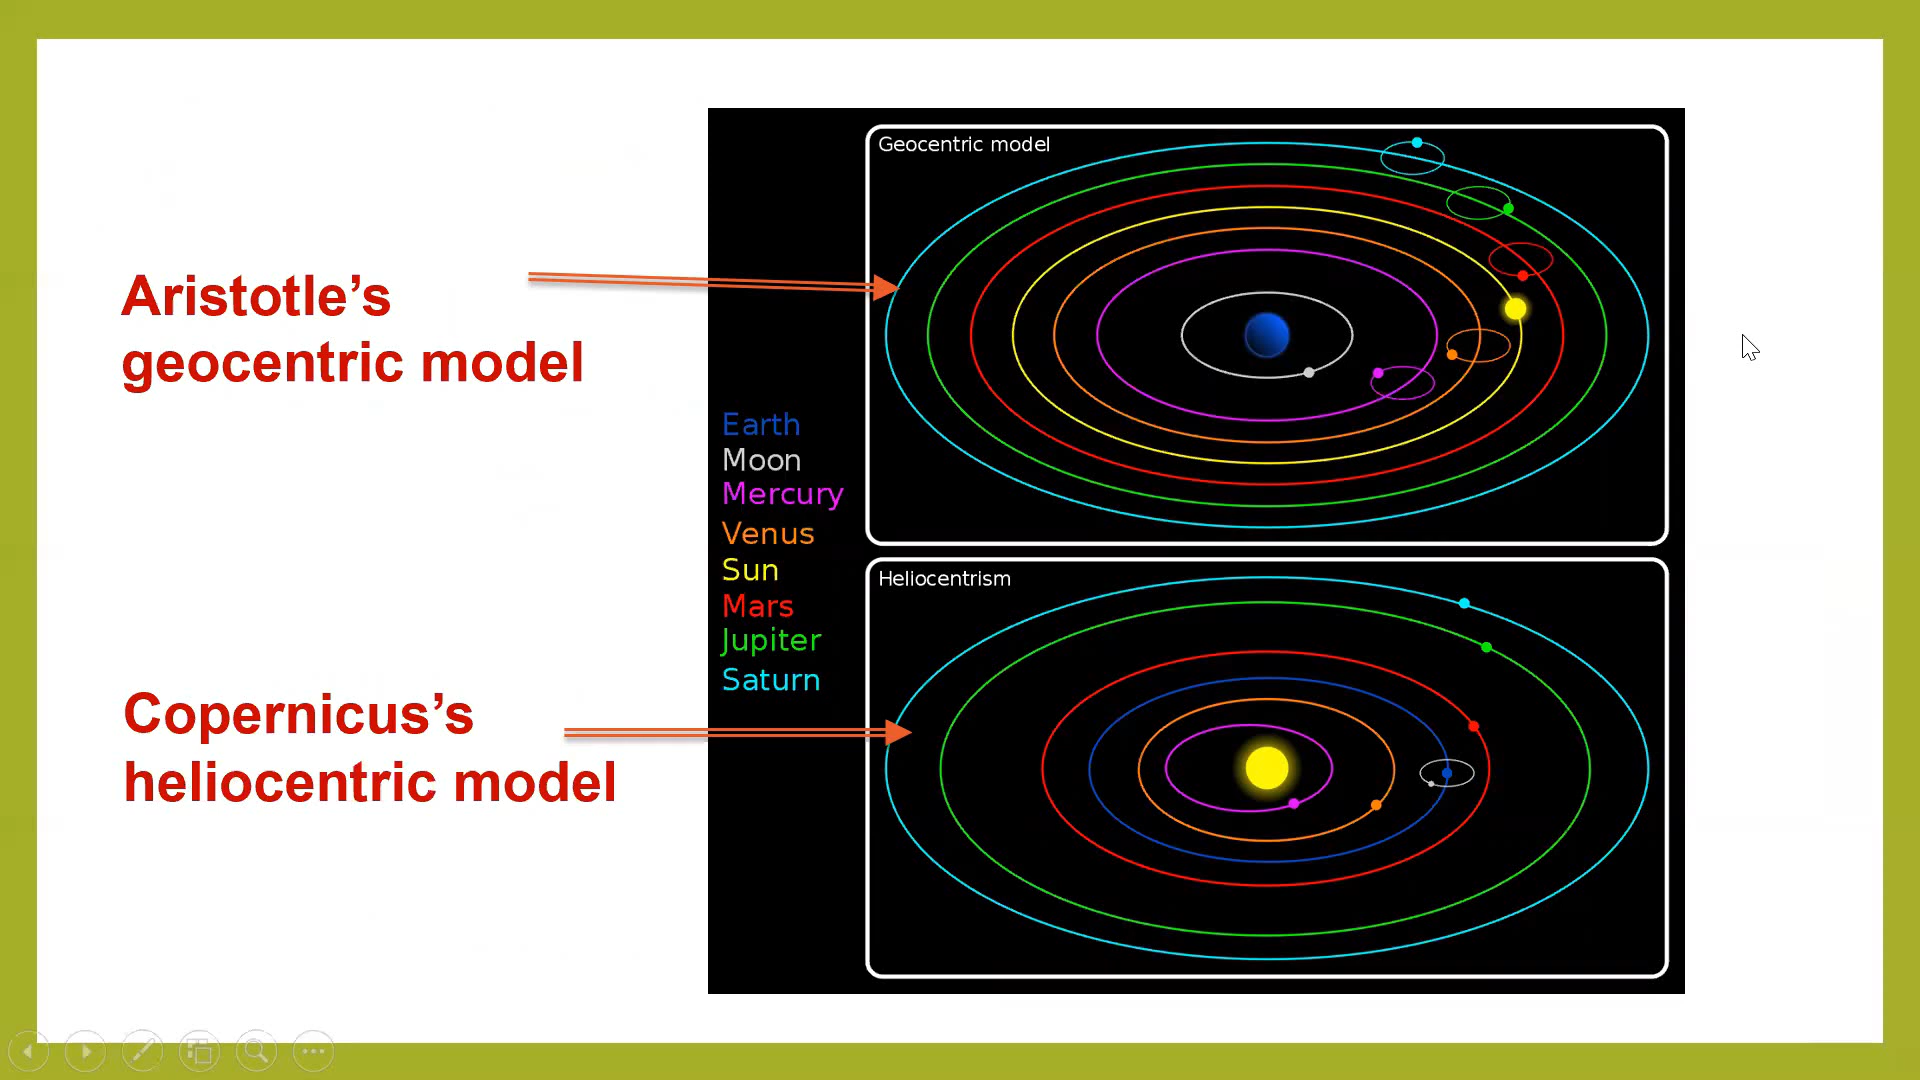 Aristotle’s
geocentric model
Copernicus’s
heliocentric model
Earth
Moon
Mercury
Venus
Sun
Mars
Jupiter
Saturn
Geocentric model
Heliocentrism